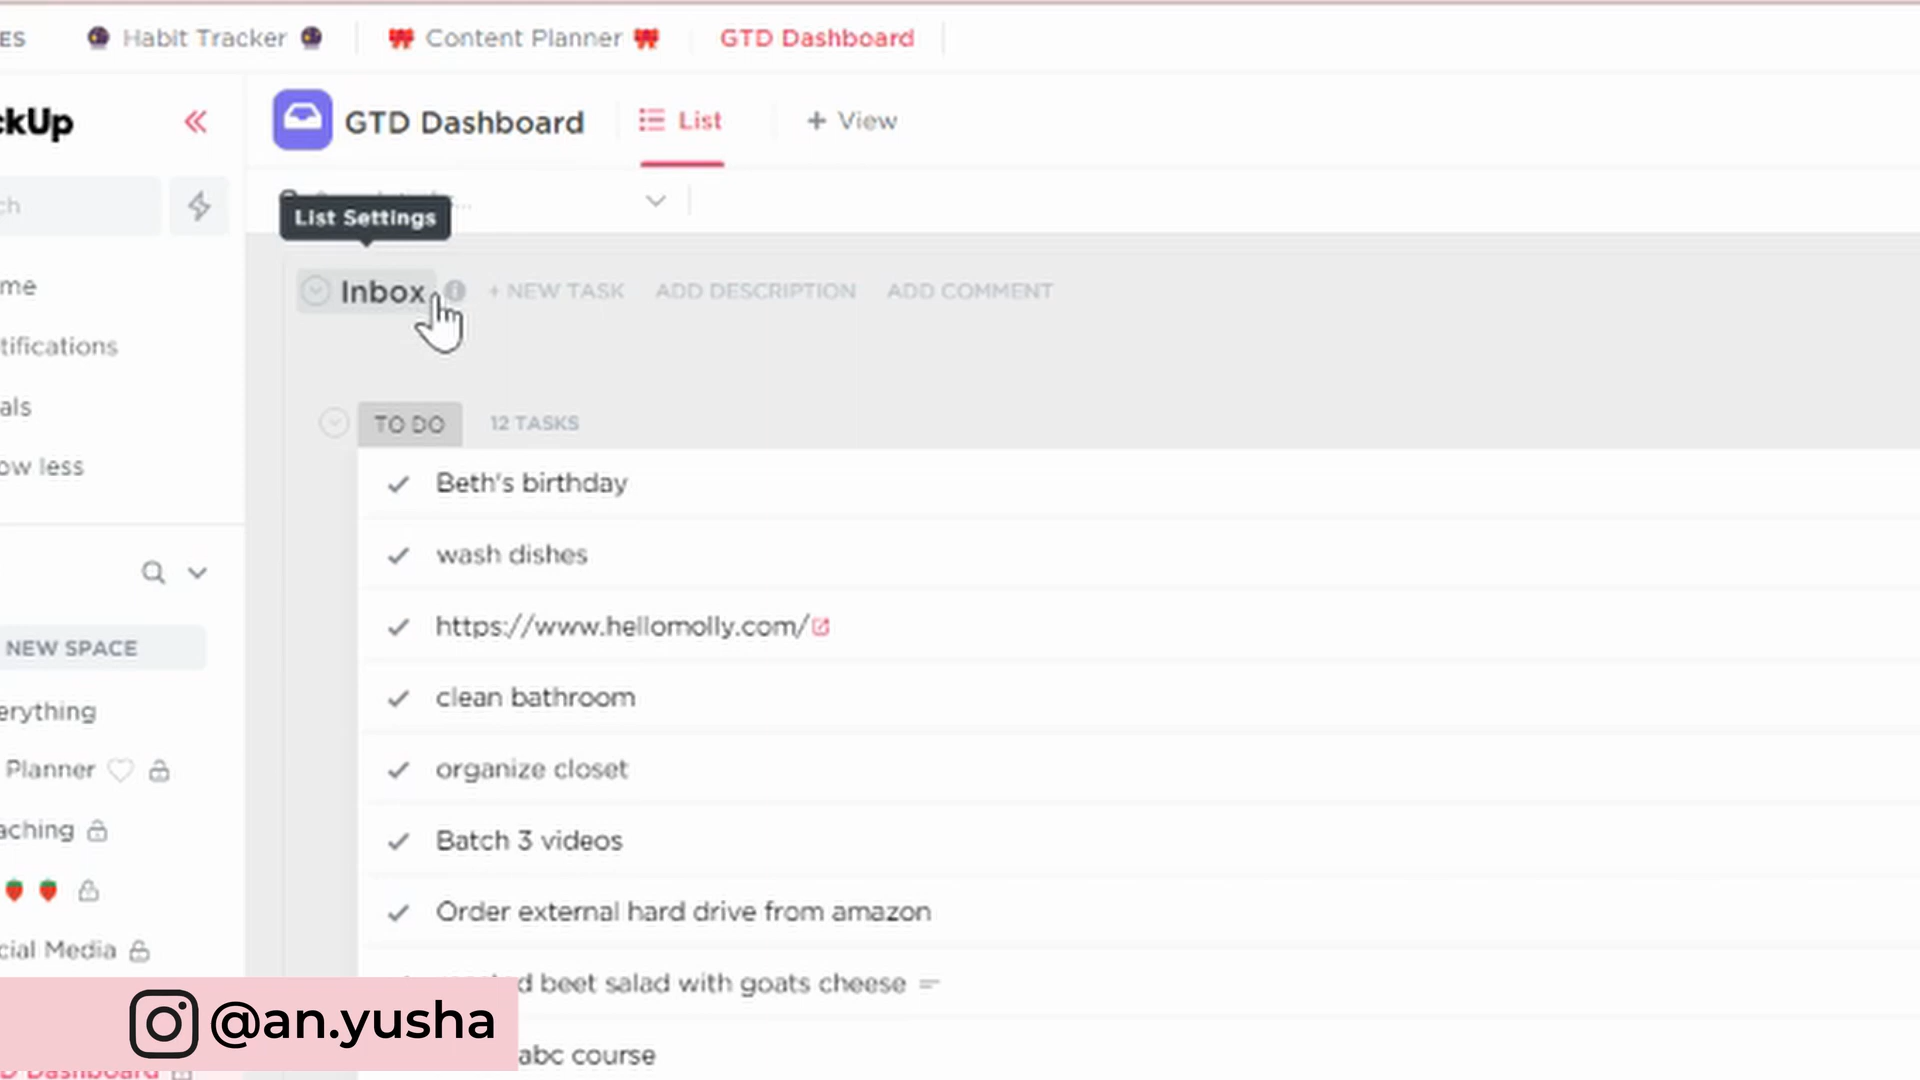 ES
Habit Tracker
Content Planner
GTD Dashboard
ckUp
GTD Dashboard
List
+ View
ch
List Settings
me
Inbox
+ NEW TASK
ADD DESCRIPTION
ADD COMMENT
tifications
als
ow less
TO DO
12 TASKS
Beth's birthday
wash dishes
https://www.hellomolly.com/
NEW SPACE
clean bathroom
erything
Planner
organize closet
aching
Batch 3 videos
Order external hard drive from amazon
cial Media
beet salad with goats cheese
@an.yusha
abc course
D Dashboard